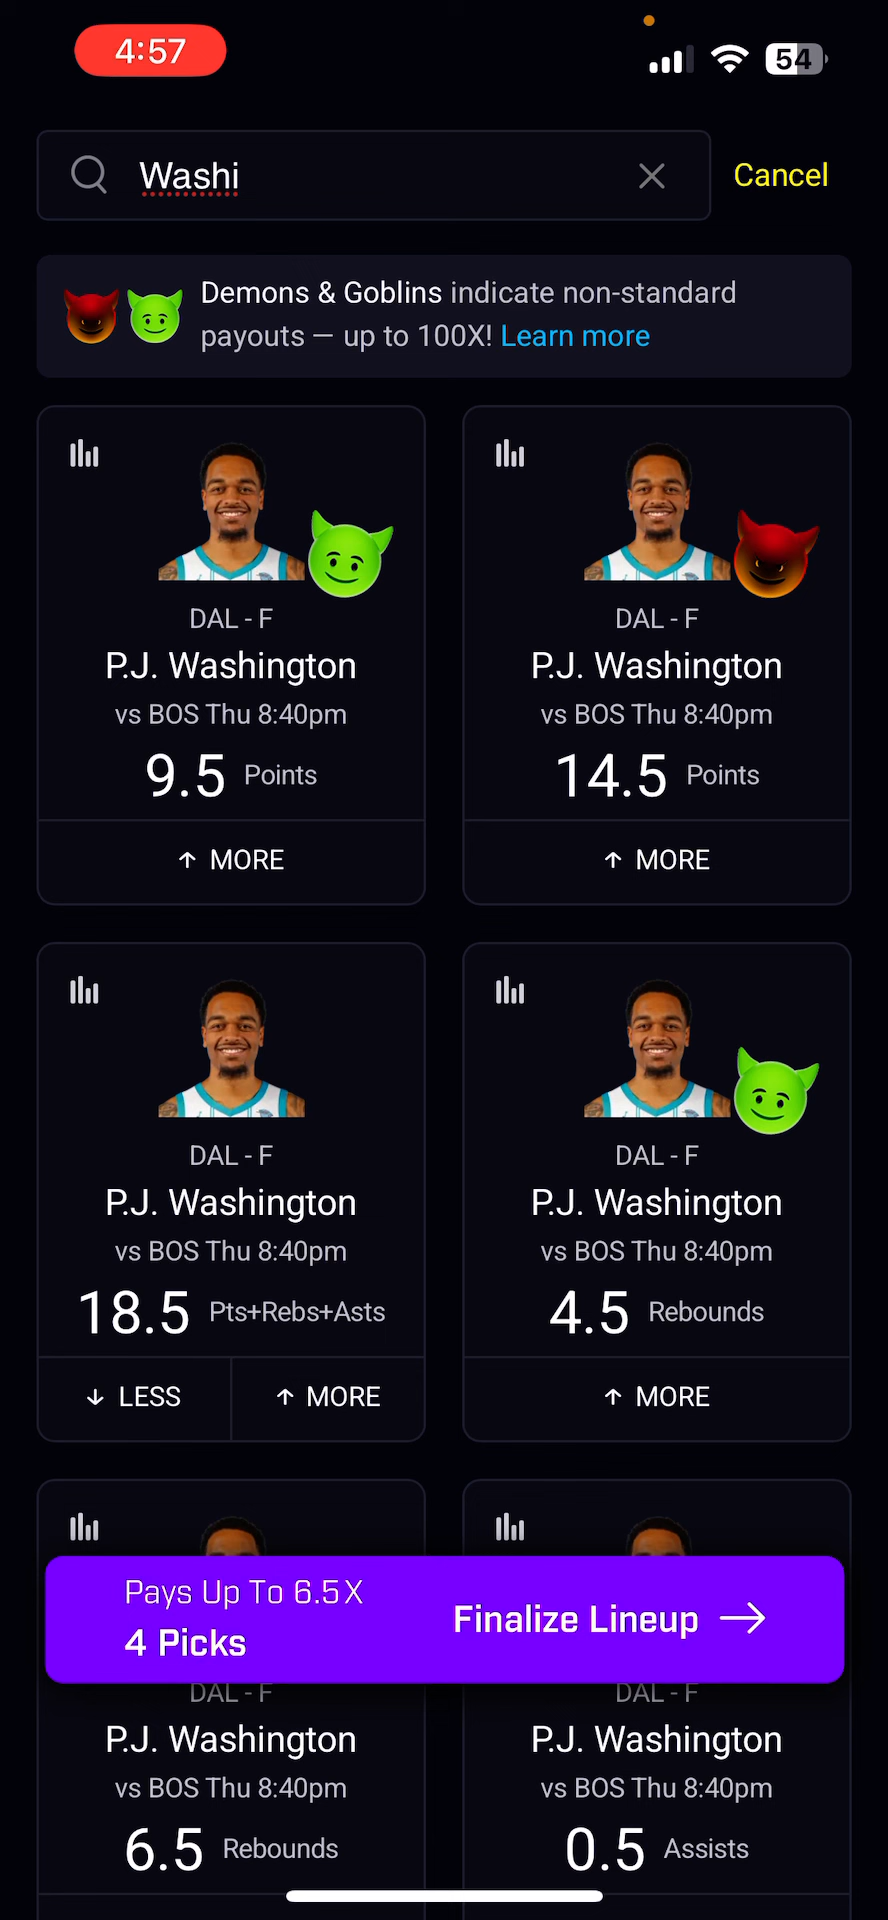 4:57
54
Washi
Cancel
Demons & Goblins indicate non-standard
payouts — up to 100X! Learn more
DAL - F
P.J. Washington
vs BOS Thu 8:40pm
9.5 Points
↑ MORE
DAL - F
P.J. Washington
vs BOS Thu 8:40pm
14.5 Points
↑ MORE
DAL - F
P.J. Washington
vs BOS Thu 8:40pm
18.5 Pts+Rebs+Asts
↓ LESS
↑ MORE
DAL - F
P.J. Washington
vs BOS Thu 8:40pm
4.5 Rebounds
↑ MORE
Pays Up To 6.5X
4 Picks
Finalize Lineup →
DAL - F
P.J. Washington
vs BOS Thu 8:40pm
6.5 Rebounds
DAL - F
P.J. Washington
vs BOS Thu 8:40pm
0.5 Assists